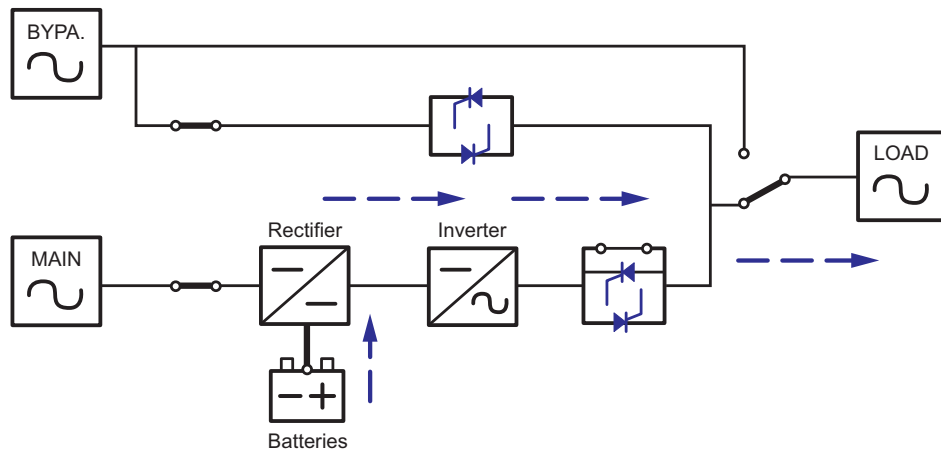 BYPA.
LOAD
Rectifier
Inverter
MAIN
Batteries